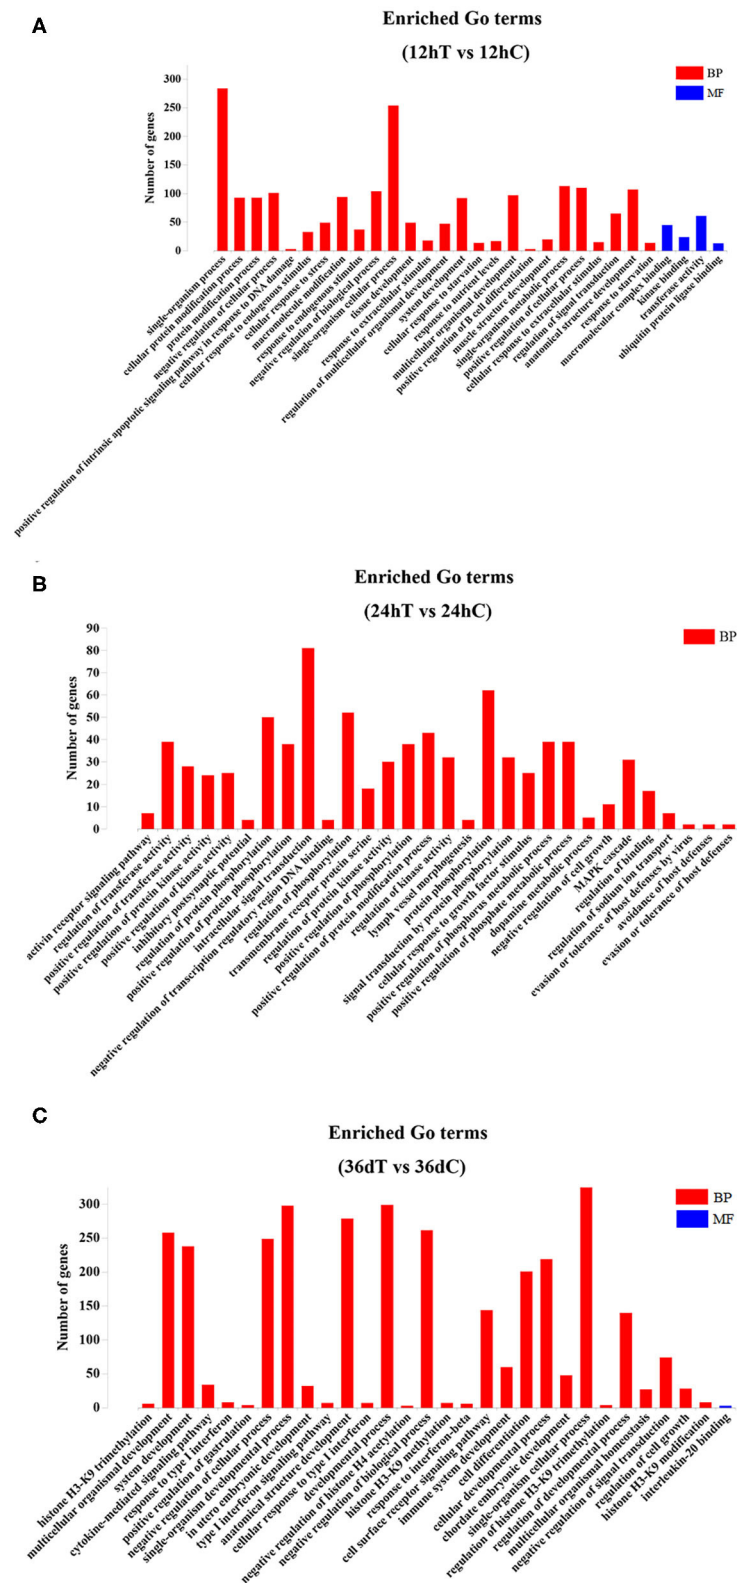 A
Enriched Go terms
(12hT vs 12hC)
BP
MF
Number of genes
300
250
200
150
100
50
0
single-organism process
cellular protein modification process
protein modification process
negative regulation of cellular process
positive regulation of intrinsic apoptotic signaling pathway in response to DNA damage
cellular response to endogenous stimulus
cellular response to stress
macromolecule modification
response to endogenous stimulus
negative regulation of biological process
single-organism cellular process
tissue development
response to extracellular stimulus
regulation of multicellular organismal development
system development
cellular response to starvation
response to nutrient levels
multicellular organismal development
positive regulation of B cell differentiation
muscle structure development
single-organism metabolic process
positive regulation of cellular process
cellular response to extracellular stimulus
regulation of signal transduction
anatomical structure development
response to starvation
macromolecular complex binding
kinase binding
tranferase activity
ubiquitin protein ligase binding
B
Enriched Go terms
(24hT vs 24hC)
BP
Number of genes
90
80
70
60
50
40
30
20
10
0
activin receptor signaling pathway
regulation of transferase activity
positive regulation of transferase activity
positive regulation of protein kinase activity
positive regulation of kinase activity
inhibitory postsynaptic potential
regulation of protein phosphorylation
positive regulation of protein phosphorylation
intracellular signal transduction
negative regulation of transcription regulatory region DNA binding
regulation of phosphorylation
transmembrane receptor protein serine
regulation of protein kinase activity
positive regulation of phosphorylation
positive regulation of protein modification process
regulation or kinase activity
lymph vessel morphogenesis
protein phosphorylation
signal transduction by protein phosphorylation
cellular response to growth factor stimulus
positive regulation of phosphorus metabolic process
positive regulation of phosphate metabolic process
dopamine metabolic process
negative regulation of cell growth
MAPK cascade
regulation of binding
regulation of sodium ion transport
evasion or tolerance of host defenses by virus
avoidance of host defenses
evasion or tolerance of host defenses
C
Enriched Go terms
(36dT vs 36dC)
BP
MF
Number of genes
300
250
200
150
100
50
0
histone H3-K9 trimethylation
multicellular organismal development
system development
cytokine-mediated signaling pathway
response to type I interferon
positive regulation of gastrulation
negative regulation of cellular process
single-organism developmental process
in utero embryonic development
type I interferon signaling pathway
anatomical structure development
cellular response to type I interferon
developmental process
negative regulation of histone H4 acetylation
negative regulation of biological process
histone H3-K9 methylation
response to interferon-beta
cell surface receptor signaling pathway
immune system development
cell differentiation
cellular developmental process
chordate embryonic development
single-organism cellular process
regulation of histone H3-K9 trimethylation
regulation of developmental process
multicellular organismal homeostasis
negative regulation of signal transduction
regulation of cell growth
histone H3-K9 modification
interleukin-20 binding